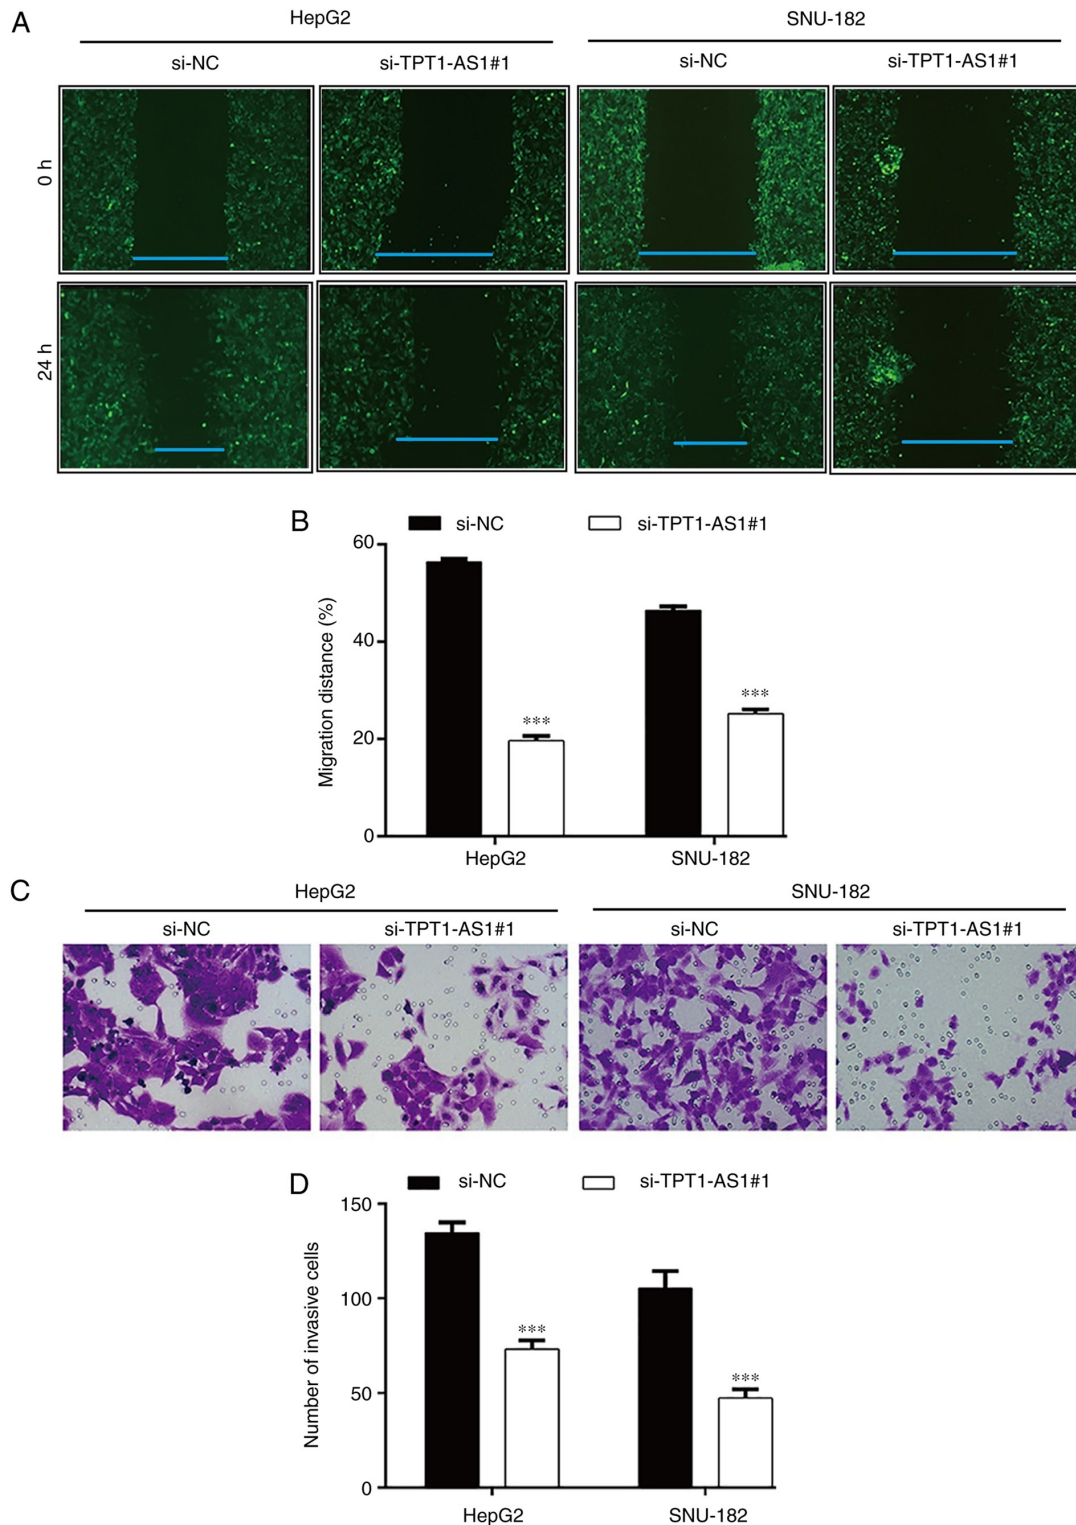 A
HepG2
SNU-182
si-NC
si-TPT1-AS1#1
si-NC
si-TPT1-AS1#1
0 h
24 h
B
si-NC
si-TPT1-AS1#1
Migration distance (%)
60
40
20
0
***
***
HepG2
SNU-182
C
HepG2
SNU-182
si-NC
si-TPT1-AS1#1
si-NC
si-TPT1-AS1#1
D
si-NC
si-TPT1-AS1#1
Number of invasive cells
150
100
50
0
***
***
HepG2
SNU-182